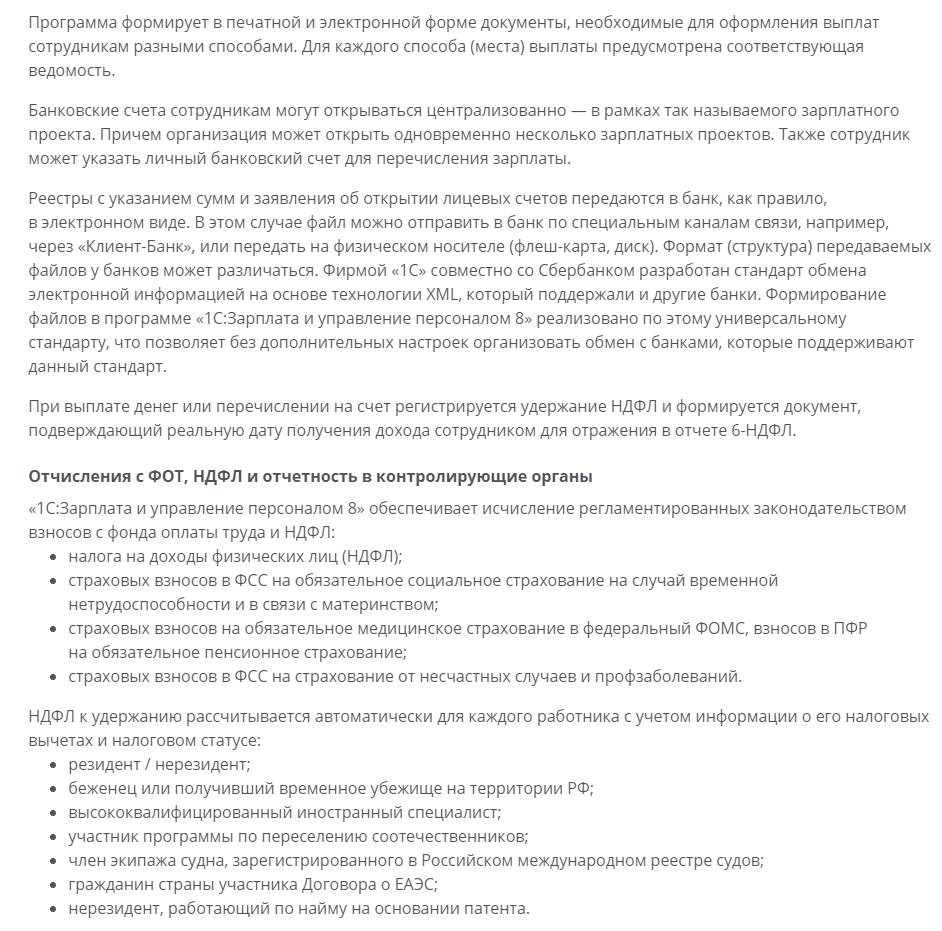 Программа формирует в печатной и электронной форме документы, необходимые для оформления выплат
сотрудникам разными способами. Для каждого способа (места) выплаты предусмотрена соответствующая
ведомость.
Банковские счета сотрудникам могут открываться централизованно — в рамках так называемого зарплатного
проекта. Причем организация может открыть одновременно несколько зарплатных проектов. Также сотрудник
может указать личный банковский счет для перечисления зарплаты.
Реестры с указанием сумм и заявления об открытии лицевых счетов передаются в банк, как правило,
в электронном виде. В этом случае файл можно отправить в банк по специальным каналам связи, например,
через «Клиент-Банк», или передать на физическом носителе (флеш-карта, диск). Формат (структура) передаваемых
файлов у банков может различаться. Фирмой «1С» совместно со Сбербанком разработан стандарт обмена
электронной информацией на основе технологии XML, который поддержали и другие банки. Формирование
файлов в программе «1С:Зарплата и управление персоналом 8» реализовано по этому универсальному
стандарту, что позволяет без дополнительных настроек организовать обмен с банками, которые поддерживают
данный стандарт.
При выплате денег или перечислении на счет регистрируется удержание НДФЛ и формируется документ,
подтверждающий реальную дату получения дохода сотрудником для отражения в отчете 6-НДФЛ.
Отчисления с ФОТ, НДФЛ и отчетность в контролирующие органы
«1С:Зарплата и управление персоналом 8» обеспечивает исчисление регламентированных законодательством
взносов с фонда оплаты труда и НДФЛ:
• налога на доходы физических лиц (НДФЛ);
• страховых взносов в ФСС на обязательное социальное страхование на случай временной
нетрудоспособности и в связи с материнством;
• страховых взносов на обязательное медицинское страхование в федеральный ФОМС, взносов в ПФР
на обязательное пенсионное страхование;
• страховых взносов в ФСС на страхование от несчастных случаев и профзаболеваний.
НДФЛ к удержанию рассчитывается автоматически для каждого работника с учетом информации о его налоговых
вычетах и налоговом статусе:
• резидент / нерезидент;
• беженец или получивший временное убежище на территории РФ;
• высококвалифицированный иностранный специалист;
• участник программы по переселению соотечественников;
• член экипажа судна, зарегистрированного в Российском международном реестре судов;
• гражданин страны участника Договора о ЕАЭС;
• нерезидент, работающий по найму на основании патента.